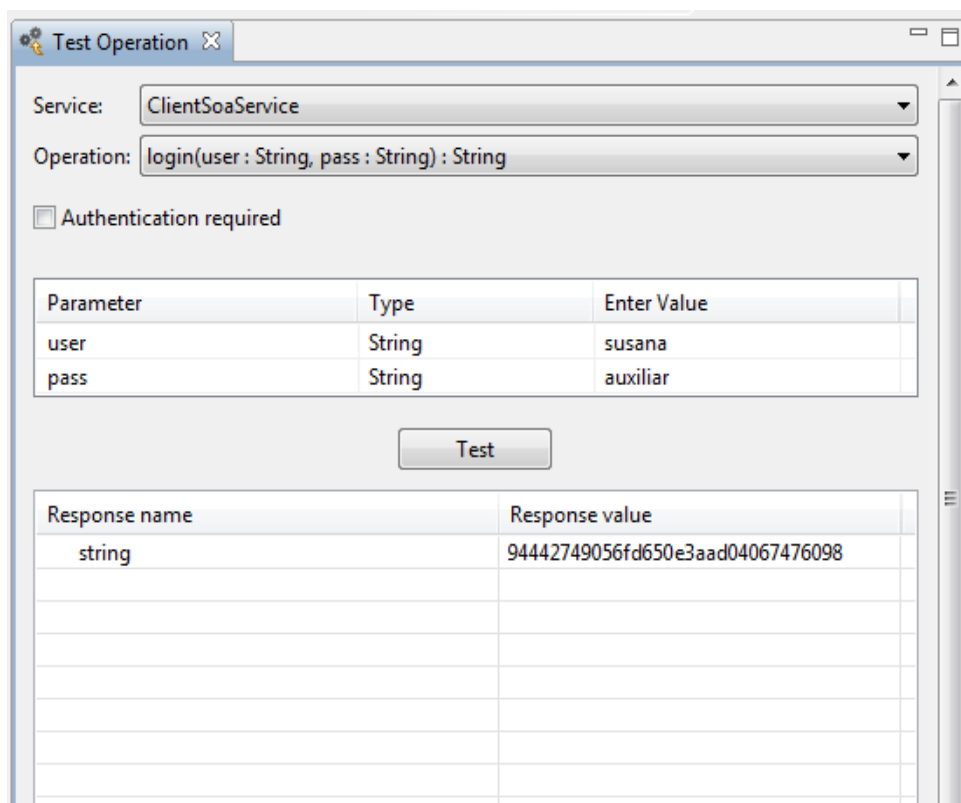 Test Operation
Service: ClientSoaService
Operation: login(user : String, pass : String) : String
Authentication required
Parameter Type Enter Value
user String susana
pass String auxiliar
Test
Response name Response value
string 94442749056fd650e3aad04067476098